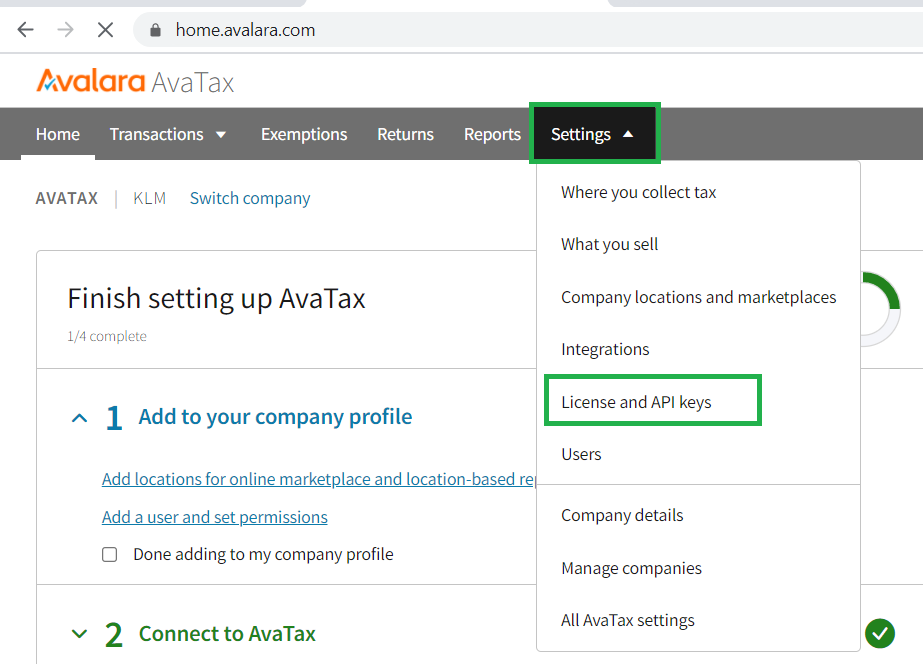 home.avalara.com
Avalara AvaTax
Home Transactions Exemptions Returns Reports Settings
AVATAX | KLM Switch company
Where you collect tax
What you sell
Company locations and marketplaces
Integrations
License and API keys
Users
Company details
Manage companies
All AvaTax settings
Finish setting up AvaTax
1/4 complete
1 Add to your company profile
Add locations for online marketplace and location-based
Add a user and set permissions
Done adding to my company profile
2 Connect to AvaTax